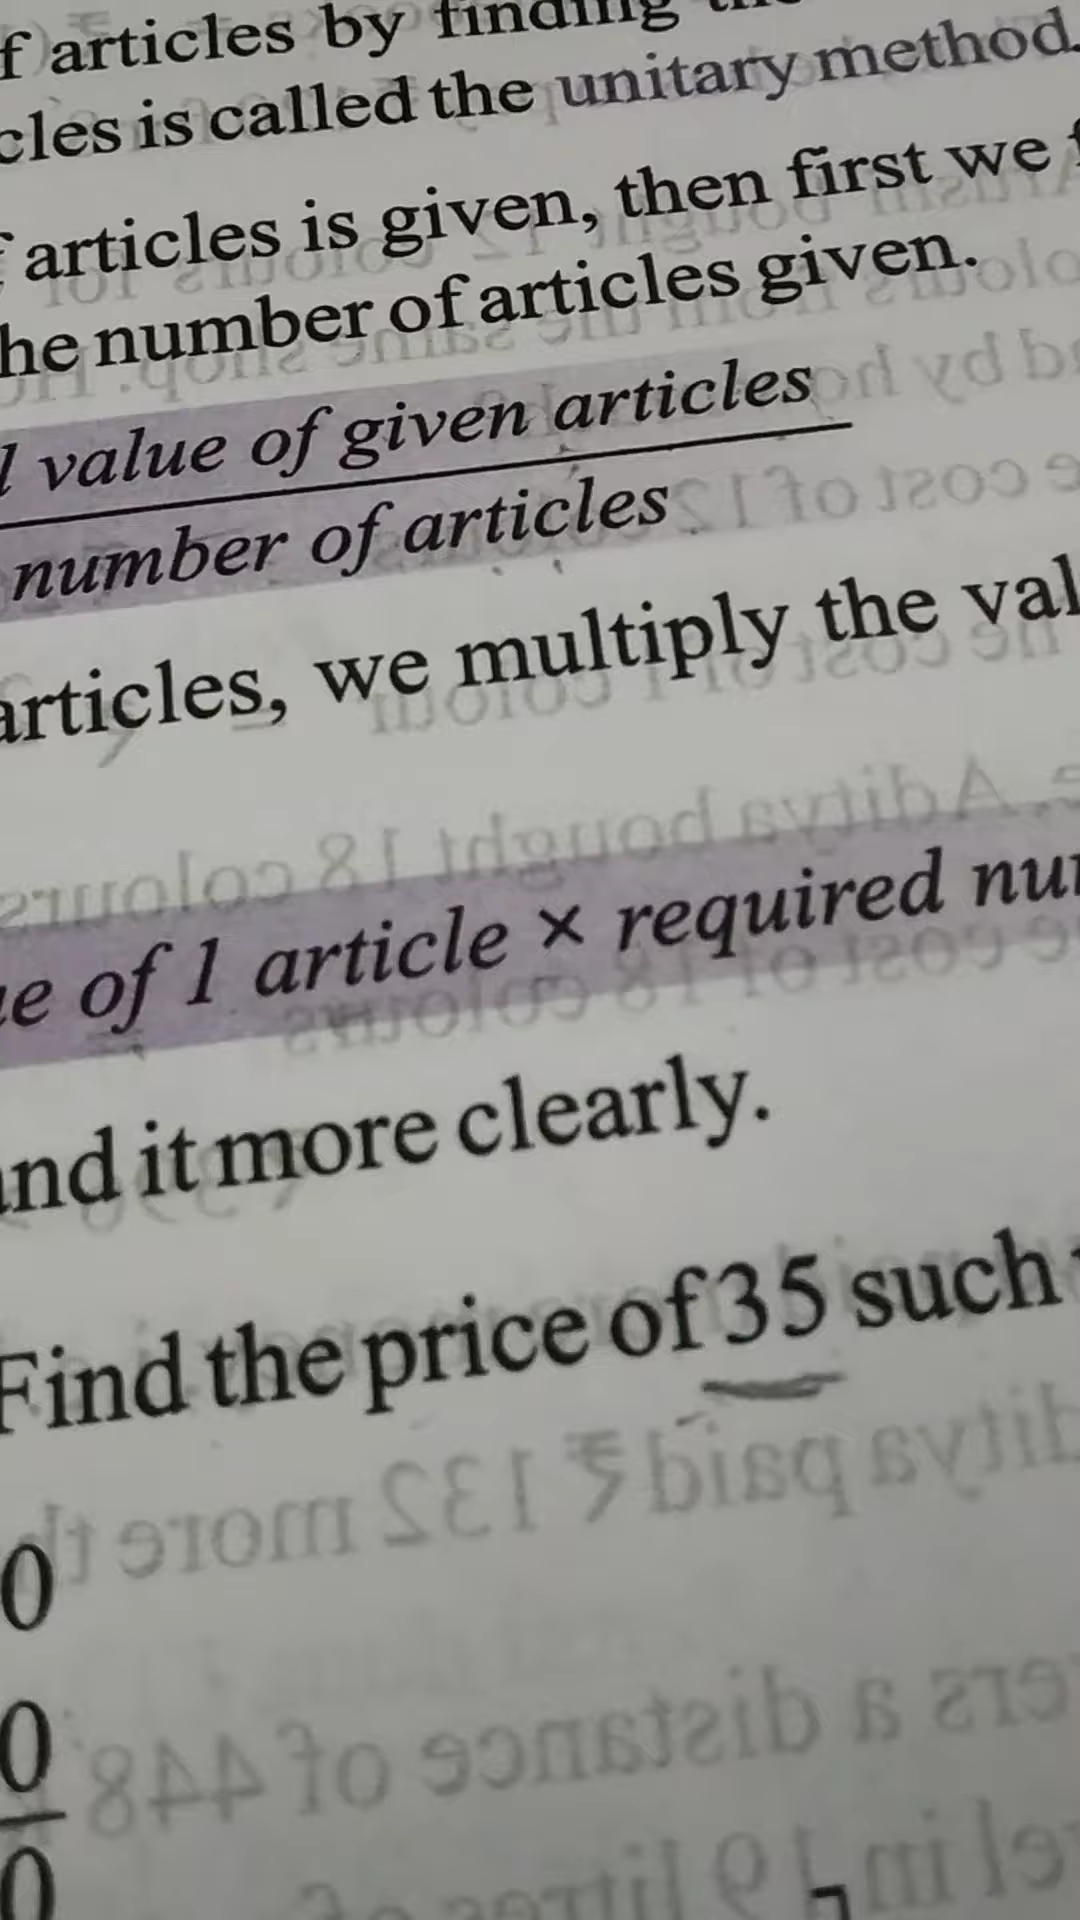 f articles by finding
cles is called the unitary method.
articles is given, then first we f
he number of articles given.
l value of given articles
number of articles
articles, we multiply the val
e of 1 article × required nu
nd it more clearly.
Find the price of 35 such
0
0
0